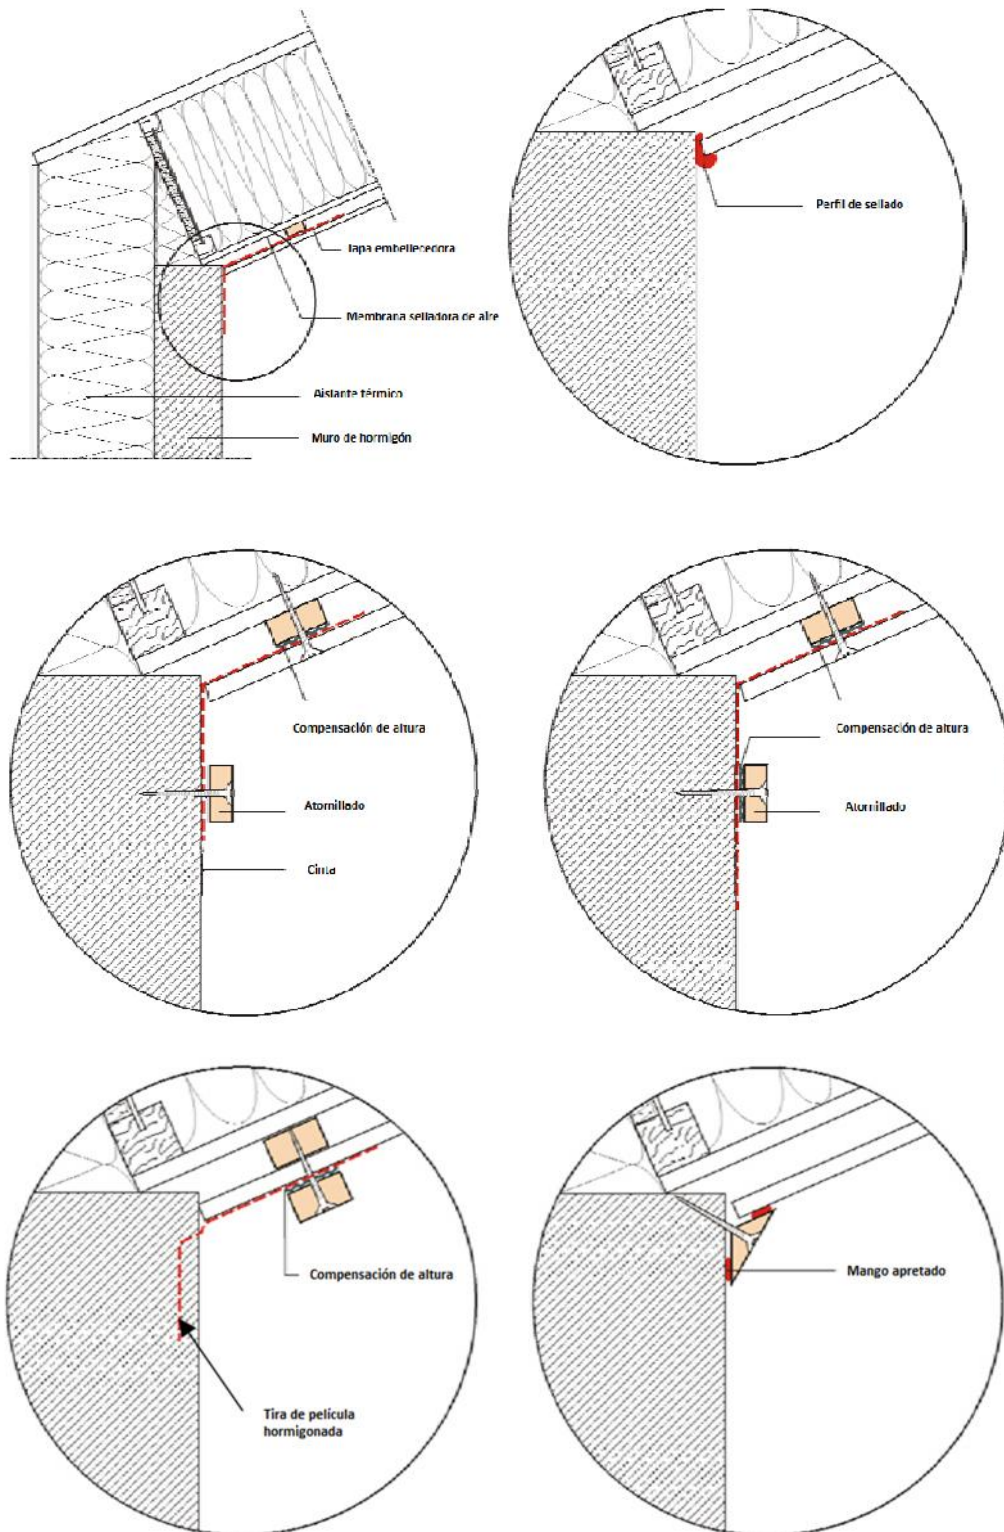 Tapa embellecedora
Membrana selladora de aire
Aislante térmico
Muro de hormigón
Perfil de sellado
Compensación de altura
Atornillado
Cinta
Compensación de altura
Atornillado
Compensación de altura
Tira de película
hormigonada
Mango apretado